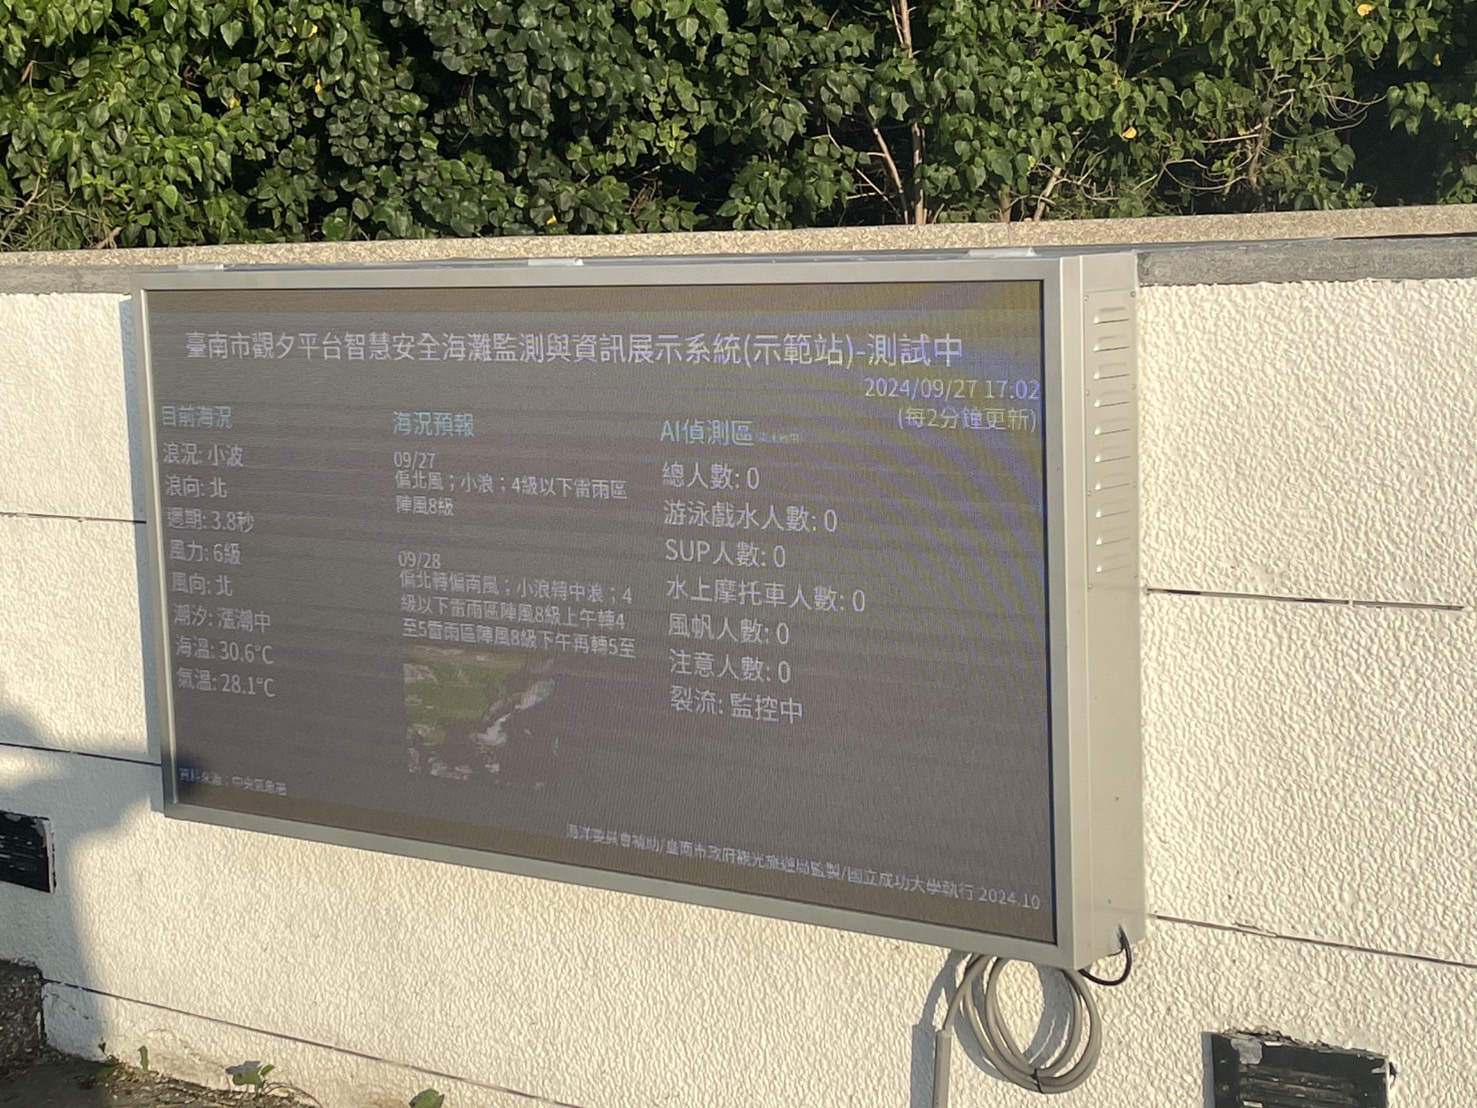 臺南市觀夕平台智慧安全海灘監測與資訊展示系統(示範站)-測試中
2024/09/27 17:02
(每2分鐘更新)
目前海況
浪況: 小波
浪向: 北
週期: 3.8秒
風力: 6級
風向: 北
潮汐: 漲潮中
海溫: 30.6°C
氣溫: 28.1°C
資料來源：中央氣象署
海況預報
09/27
偏北風；小浪；4級以下雷雨區
陣風8級
09/28
偏北轉偏南風；小浪轉中浪；4
級以下雷雨區陣風8級上午轉4
至5雷雨區陣風8級下午再轉5至
AI偵測區
總人數: 0
游泳戲水人數: 0
SUP人數: 0
水上摩托車人數: 0
風帆人數: 0
注意人數: 0
裂流: 監控中
海洋委員會補助/臺南市政府觀光旅遊局監製/國立成功大學執行 2024.10